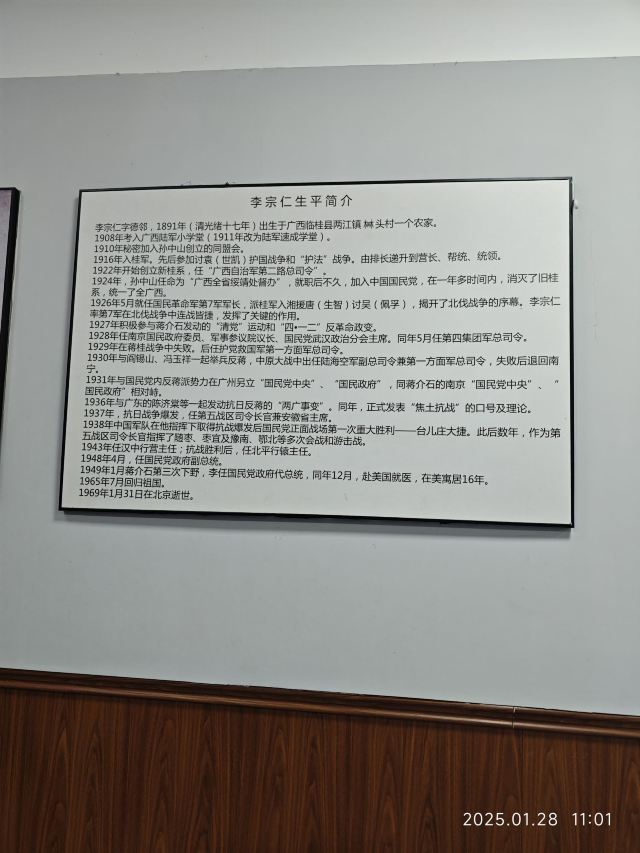 李宗仁生平简介
李宗仁字德邻，1891年（清光绪十七年）出生于广西临桂县两江镇 㭲头村一个农家。
1908年考入广西陆军小学堂（1911年改为陆军速成学堂）。
1910年秘密加入孙中山创立的同盟会。
1916年入桂军。先后参加讨袁（世凯）护国战争和“护法”战争。由排长递升到营长、帮统、统领。
1922年开始创立新桂系，任“广西自治军第二路总司令”。
1924年，孙中山任命为“广西全省绥靖处督办”，就职后不久，加入中国国民党，在一年多时间内，消灭了旧桂
系，统一了全广西。
1926年5月就任国民革命军第7军军长，派桂军入湘援唐（生智）讨吴（佩孚），揭开了北伐战争的序幕。李宗仁
率第7军在北伐战争中连战皆捷，发挥了关键的作用。
1927年积极参与蒋介石发动的“清党”运动和“四•一二”反革命政变。
1928年任南京国民政府委员、军事参议院议长、国民党武汉政治分会主席。同年5月任第四集团军总司令。
1929年在蒋桂战争中失败。后任护党救国军第一方面军总司令。
1930年与阎锡山、冯玉祥一起举兵反蒋，中原大战中出任陆海空军副总司令兼第一方面军总司令，失败后退回南
宁。
1931年与国民党内反蒋派势力在广州另立“国民党中央”、“国民政府”，同蒋介石的南京“国民党中央”、“
国民政府”相对峙。
1936年与广东的陈济棠等一起发动抗日反蒋的“两广事变”。同年，正式发表“焦土抗战”的口号及理论。
1937年，抗日战争爆发，任第五战区司令长官兼安徽省主席。
1938年中国军队在他指挥下取得抗战爆发后国民党正面战场第一次重大胜利——台儿庄大捷。此后数年，作为第
五战区司令长官指挥了随枣、枣宜及豫南、鄂北等多次会战和游击战。
1943年任汉中行营主任；抗战胜利后，任北平行辕主任。
1948年4月，任国民政府副总统。
1949年1月蒋介石第三次下野，李任国民政府代总统，同年12月，赴美国就医，在美寓居16年。
1965年7月回归祖国。
1969年1月31日在北京逝世。
2025.01.28 11:01